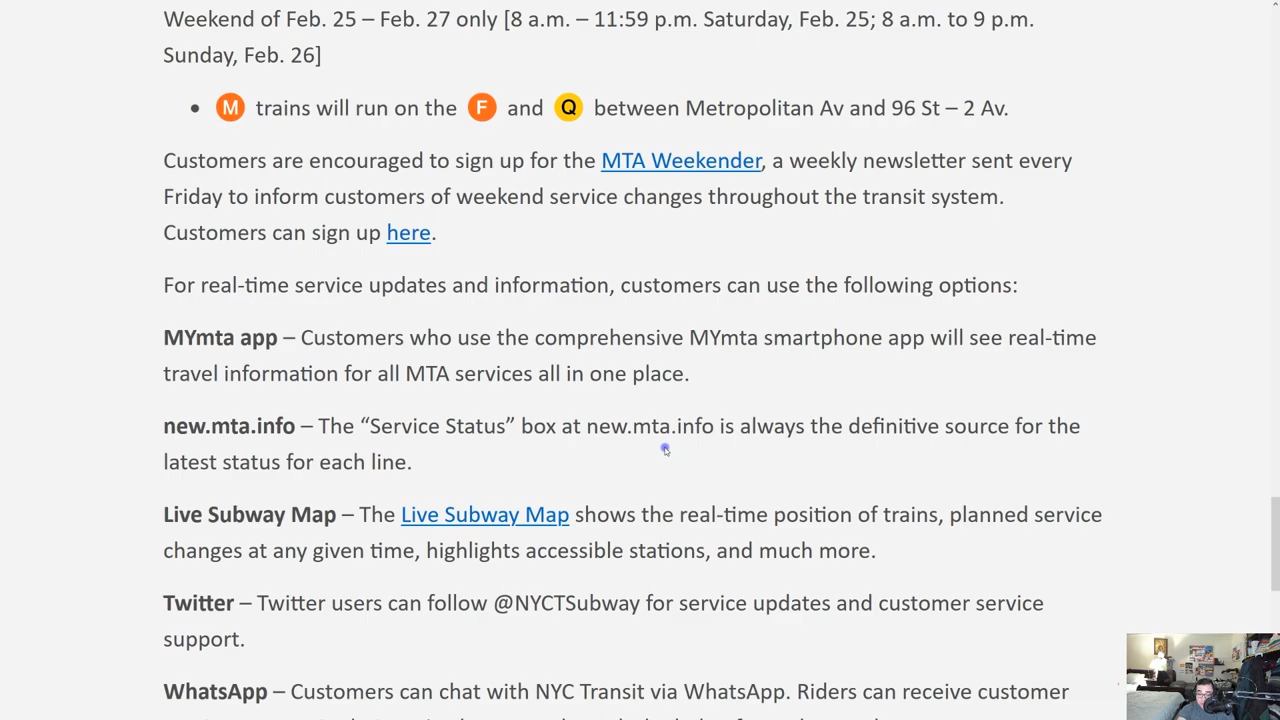 Weekend of Feb. 25 – Feb. 27 only [8 a.m. – 11:59 p.m. Saturday, Feb. 25; 8 a.m. to 9 p.m.
Sunday, Feb. 26]
• M trains will run on the F and Q between Metropolitan Av and 96 St – 2 Av.
Customers are encouraged to sign up for the MTA Weekender, a weekly newsletter sent every
Friday to inform customers of weekend service changes throughout the transit system.
Customers can sign up here.
For real-time service updates and information, customers can use the following options:
MYmta app – Customers who use the comprehensive MYmta smartphone app will see real-time
travel information for all MTA services all in one place.
new.mta.info – The “Service Status” box at new.mta.info is always the definitive source for the
latest status for each line.
Live Subway Map – The Live Subway Map shows the real-time position of trains, planned service
changes at any given time, highlights accessible stations, and much more.
Twitter – Twitter users can follow @NYCTSubway for service updates and customer service
support.
WhatsApp – Customers can chat with NYC Transit via WhatsApp. Riders can receive customer